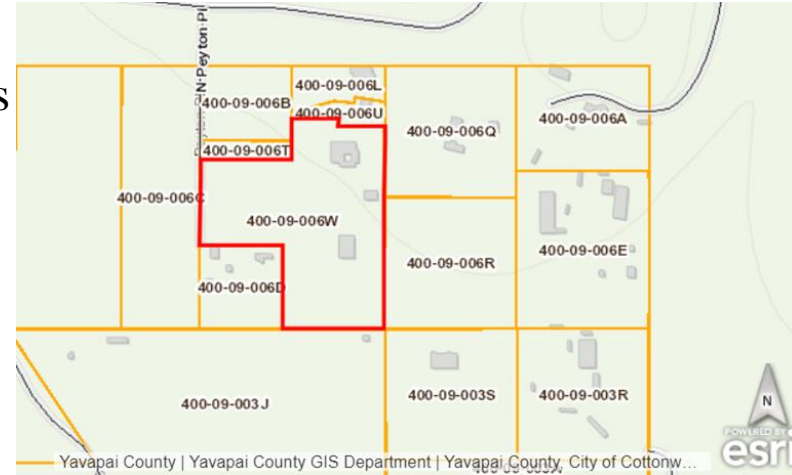 S
N Peyton Pl
400-09-006L
400-09-006B
400-09-006U
400-09-006A
400-09-006Q
400-09-006T
400-09-006C
400-09-006W
400-09-006E
400-09-006R
400-09-006D
400-09-003S
400-09-003R
400-09-003J
N
POWERED BY
esri
Yavapai County | Yavapai County GIS Department | Yavapai County, City of Cottonw...